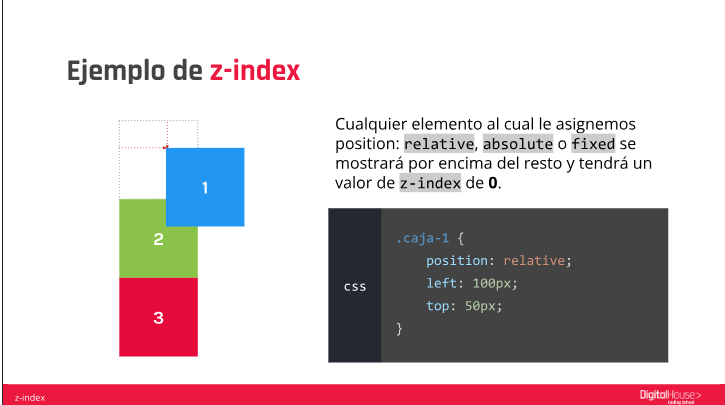 Ejemplo de z-index
Cualquier elemento al cual le asignemos
position: relative, absolute o fixed se
mostrará por encima del resto y tendrá un
valor de z-index de 0.
1
2
3
css
.caja-1 {
position: relative;
left: 100px;
top: 50px;
}
z-index
DigitalHouse>
Coding School